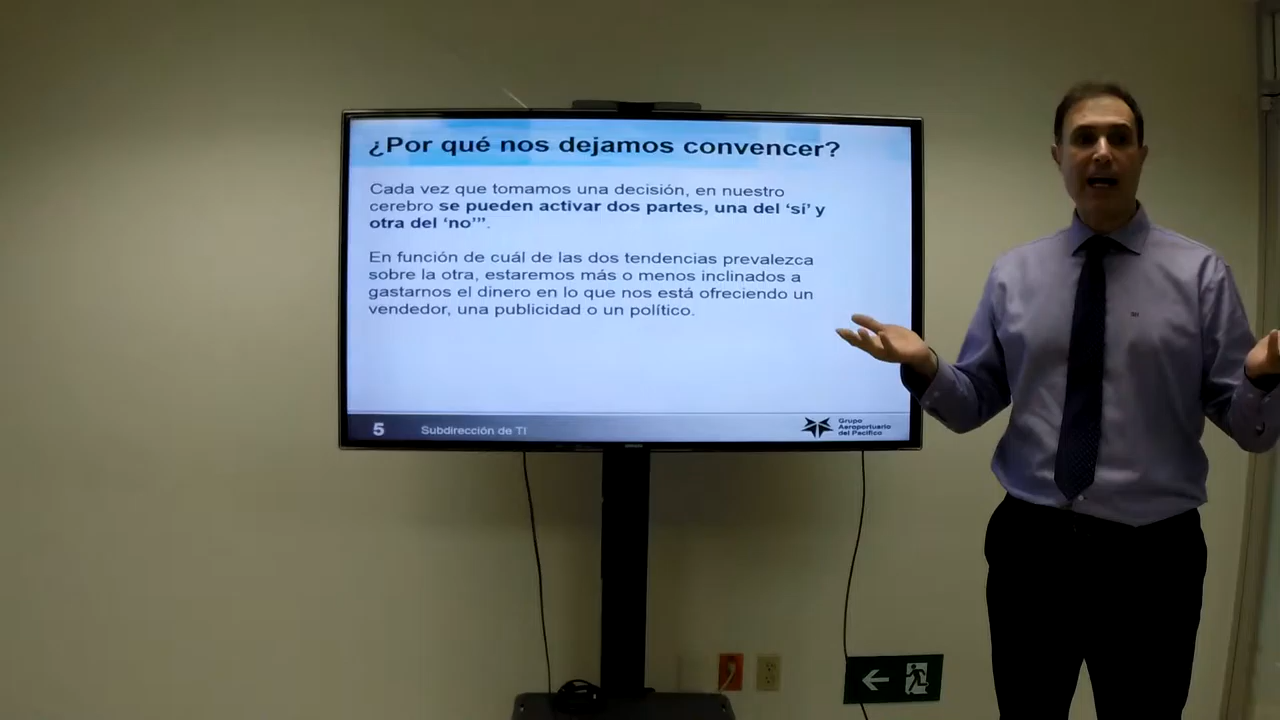 ¿Por qué nos dejamos convencer?
Cada vez que tomamos una decisión, en nuestro
cerebro se pueden activar dos partes, una del ‘sí’ y
otra del ‘no’”.
En función de cuál de las dos tendencias prevalezca
sobre la otra, estaremos más o menos inclinados a
gastarnos el dinero en lo que nos está ofreciendo un
vendedor, una publicidad o un político.
5
Subdirección de TI
Grupo
Aeroportuario
del Pacífico